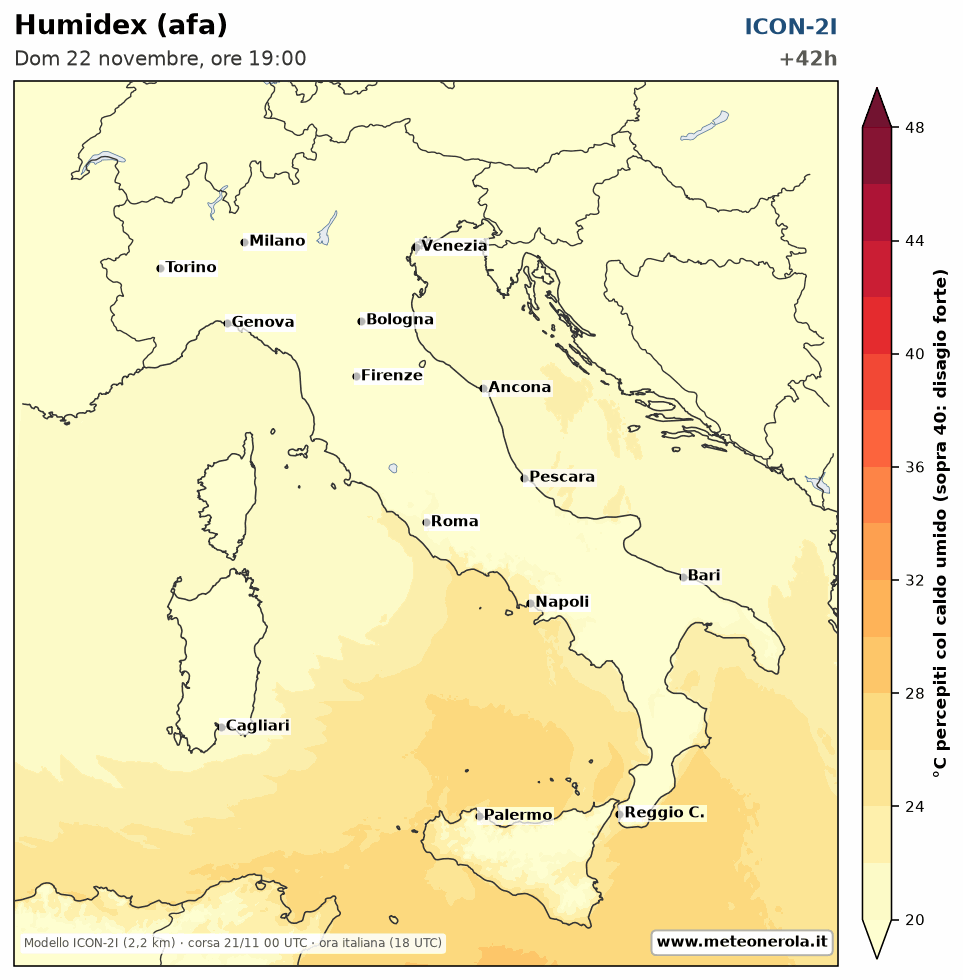 Humidex (afa)
ICON-2I
Dom 22 novembre, ore 19:00
+42h
Milano
Venezia
Torino
Genova
Bologna
Firenze
Ancona
Pescara
Roma
Bari
Napoli
Cagliari
Palermo
Reggio C.
48
44
40
36
32
28
24
20
°C percepiti col caldo umido (sopra 40: disagio forte)
Modello ICON-2I (2,2 km) · corsa 21/11 00 UTC · ora italiana (18 UTC)
www.meteonerola.it